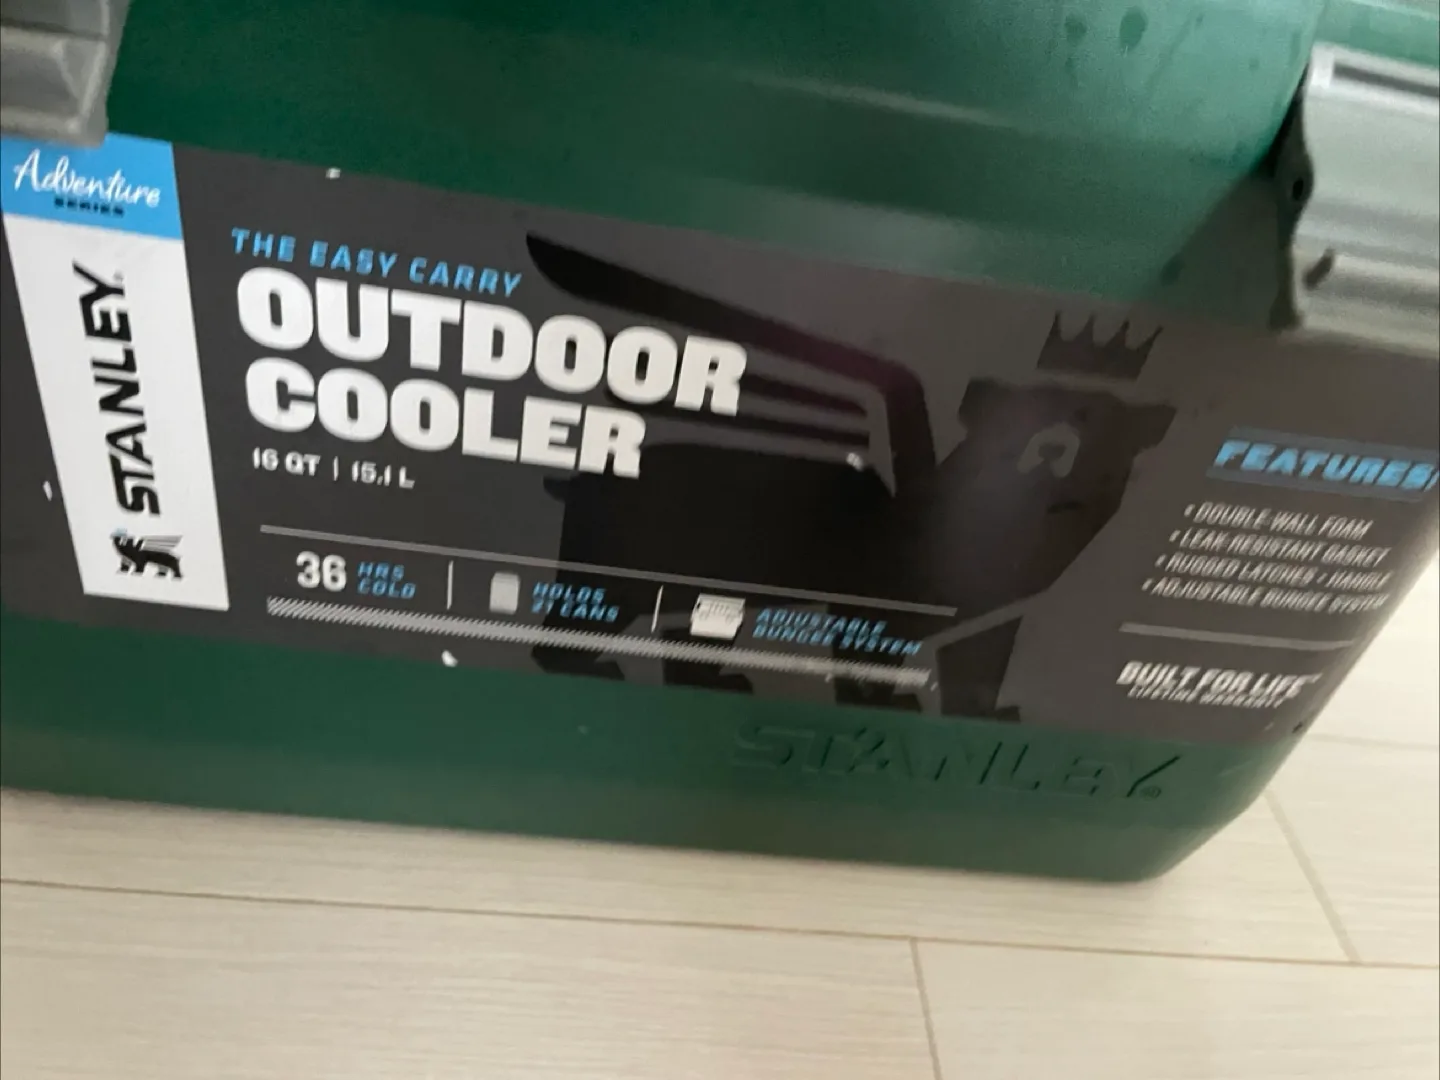 Adventure
SERIES
STANLEY
THE EASY CARRY
OUTDOOR
COOLER
16 QT | 15.1 L
36 HRS
COLD
HOLDS
21 CANS
ADJUSTABLE
BUNGEE SYSTEM
FEATURES
• DOUBLE-WALL FOAM
• LEAK RESISTANT GASKET
• RUGGED LATCHES + HANDLE
• ADJUSTABLE BUNGEE SYSTEM
BUILT FOR LIFE™
LIFETIME WARRANTY
STANLEY®